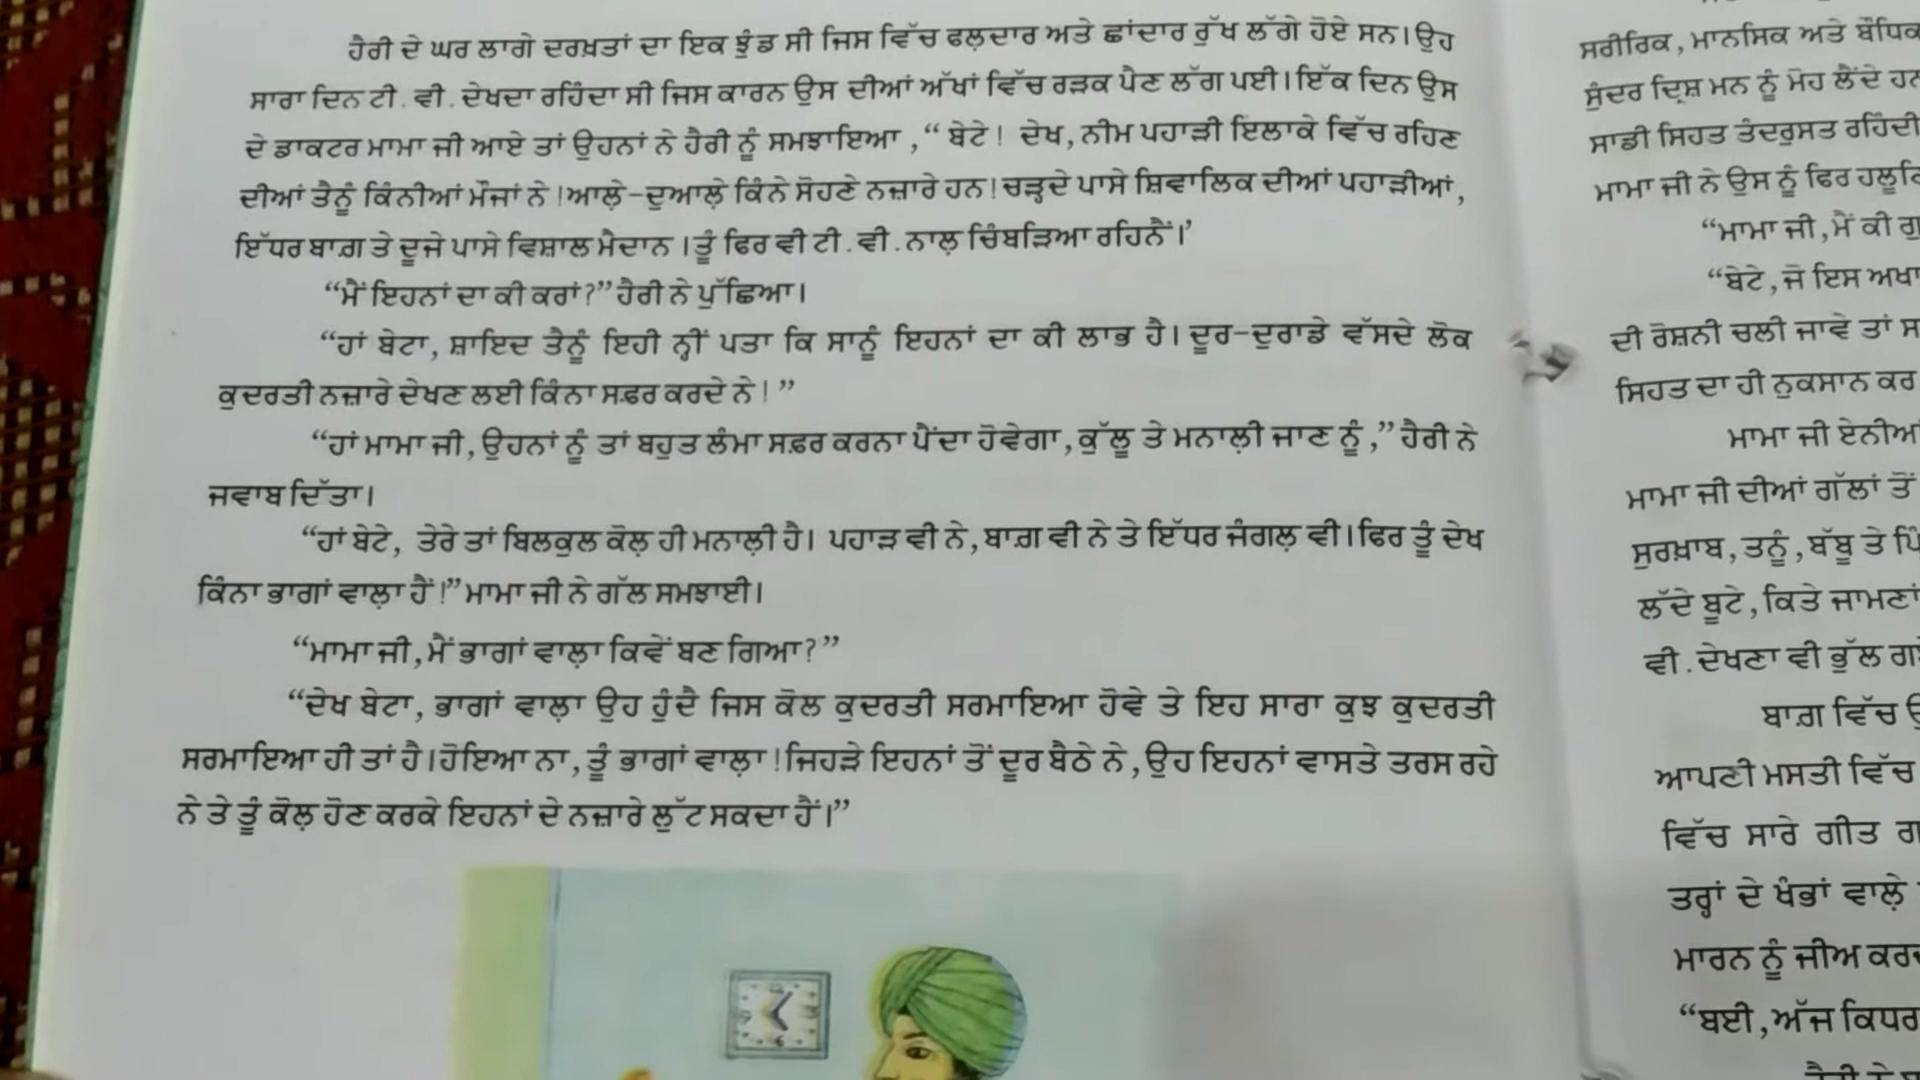 ਹੈਰੀ ਦੇ ਘਰ ਲਾਗੇ ਦਰਖ਼ਤਾਂ ਦਾ ਇਕ ਝੁੰਡ ਸੀ ਜਿਸ ਵਿੱਚ ਫਲ਼ਦਾਰ ਅਤੇ ਛਾਂਦਾਰ ਰੁੱਖ ਲੱਗੇ ਹੋਏ ਸਨ। ਉਹ
ਸਾਰਾ ਦਿਨ ਟੀ. ਵੀ. ਦੇਖਦਾ ਰਹਿੰਦਾ ਸੀ ਜਿਸ ਕਾਰਨ ਉਸ ਦੀਆਂ ਅੱਖਾਂ ਵਿੱਚ ਰੜਕ ਪੈਣ ਲੱਗ ਪਈ। ਇੱਕ ਦਿਨ ਉਸ
ਦੇ ਡਾਕਟਰ ਮਾਮਾ ਜੀ ਆਏ ਤਾਂ ਉਹਨਾਂ ਨੇ ਹੈਰੀ ਨੂੰ ਸਮਝਾਇਆ, “ਬੇਟੇ! ਦੇਖ, ਨੀਮ ਪਹਾੜੀ ਇਲਾਕੇ ਵਿੱਚ ਰਹਿਣ
ਦੀਆਂ ਤੈਨੂੰ ਕਿੰਨੀਆਂ ਮੌਜਾਂ ਨੇ! ਆਲ਼ੇ-ਦੁਆਲ਼ੇ ਕਿੰਨੇ ਸੋਹਣੇ ਨਜ਼ਾਰੇ ਹਨ! ਚੜ੍ਹਦੇ ਪਾਸੇ ਸ਼ਿਵਾਲਿਕ ਦੀਆਂ ਪਹਾੜੀਆਂ,
ਇੱਧਰ ਬਾਗ਼ ਤੇ ਦੂਜੇ ਪਾਸੇ ਵਿਸ਼ਾਲ ਮੈਦਾਨ। ਤੂੰ ਫਿਰ ਵੀ ਟੀ. ਵੀ. ਨਾਲ਼ ਚਿੰਬੜਿਆ ਰਹਿਨੈਂ।’
“ਮੈਂ ਇਹਨਾਂ ਦਾ ਕੀ ਕਰਾਂ?” ਹੈਰੀ ਨੇ ਪੁੱਛਿਆ।
“ਹਾਂ ਬੇਟਾ, ਸ਼ਾਇਦ ਤੈਨੂੰ ਇਹੀ ਨ੍ਹੀਂ ਪਤਾ ਕਿ ਸਾਨੂੰ ਇਹਨਾਂ ਦਾ ਕੀ ਲਾਭ ਹੈ। ਦੂਰ-ਦੁਰਾਡੇ ਵੱਸਦੇ ਲੋਕ
ਕੁਦਰਤੀ ਨਜ਼ਾਰੇ ਦੇਖਣ ਲਈ ਕਿੰਨਾ ਸਫ਼ਰ ਕਰਦੇ ਨੇ!”
“ਹਾਂ ਮਾਮਾ ਜੀ, ਉਹਨਾਂ ਨੂੰ ਤਾਂ ਬਹੁਤ ਲੰਮਾ ਸਫ਼ਰ ਕਰਨਾ ਪੈਂਦਾ ਹੋਵੇਗਾ, ਕੁੱਲੂ ਤੇ ਮਨਾਲ਼ੀ ਜਾਣ ਨੂੰ,” ਹੈਰੀ ਨੇ
ਜਵਾਬ ਦਿੱਤਾ।
“ਹਾਂ ਬੇਟੇ, ਤੇਰੇ ਤਾਂ ਬਿਲਕੁਲ ਕੋਲ਼ ਹੀ ਮਨਾਲ਼ੀ ਹੈ। ਪਹਾੜ ਵੀ ਨੇ, ਬਾਗ਼ ਵੀ ਨੇ ਤੇ ਇੱਧਰ ਜੰਗਲ਼ ਵੀ। ਫਿਰ ਤੂੰ ਦੇਖ
ਕਿੰਨਾ ਭਾਗਾਂ ਵਾਲ਼ਾ ਹੈਂ!” ਮਾਮਾ ਜੀ ਨੇ ਗੱਲ ਸਮਝਾਈ।
“ਮਾਮਾ ਜੀ, ਮੈਂ ਭਾਗਾਂ ਵਾਲ਼ਾ ਕਿਵੇਂ ਬਣ ਗਿਆ?”
“ਦੇਖ ਬੇਟਾ, ਭਾਗਾਂ ਵਾਲ਼ਾ ਉਹ ਹੁੰਦੈ ਜਿਸ ਕੋਲ ਕੁਦਰਤੀ ਸਰਮਾਇਆ ਹੋਵੇ ਤੇ ਇਹ ਸਾਰਾ ਕੁਝ ਕੁਦਰਤੀ
ਸਰਮਾਇਆ ਹੀ ਤਾਂ ਹੈ। ਹੋਇਆ ਨਾ, ਤੂੰ ਭਾਗਾਂ ਵਾਲ਼ਾ! ਜਿਹੜੇ ਇਹਨਾਂ ਤੋਂ ਦੂਰ ਬੈਠੇ ਨੇ, ਉਹ ਇਹਨਾਂ ਵਾਸਤੇ ਤਰਸ ਰਹੇ
ਨੇ ਤੇ ਤੂੰ ਕੋਲ਼ ਹੋਣ ਕਰਕੇ ਇਹਨਾਂ ਦੇ ਨਜ਼ਾਰੇ ਲੁੱਟ ਸਕਦਾ ਹੈਂ।”
ਸਰੀਰਿਕ, ਮਾਨਸਿਕ ਅਤੇ ਬੌਧਿਕ
ਸੁੰਦਰ ਦ੍ਰਿਸ਼ ਮਨ ਨੂੰ ਮੋਹ ਲੈਂਦੇ ਹਨ
ਸਾਡੀ ਸਿਹਤ ਤੰਦਰੁਸਤ ਰਹਿੰਦੀ
ਮਾਮਾ ਜੀ ਨੇ ਉਸ ਨੂੰ ਫਿਰ
“ਮਾਮਾ ਜੀ, ਮੈਂ ਕੀ
“ਬੇਟੇ, ਜੋ ਇਸ
ਦੀ ਰੋਸ਼ਨੀ ਚਲੀ ਜਾਵੇ ਤਾਂ
ਸਿਹਤ ਦਾ ਹੀ ਨੁਕਸਾਨ ਕਰ
ਮਾਮਾ ਜੀ ਏਨੀਆਂ
ਮਾਮਾ ਜੀ ਦੀਆਂ ਗੱਲਾਂ ਤੋਂ
ਸੁਰਖ਼ਾਬ, ਤਨੂੰ, ਬੱਬੂ ਤੇ
ਲੱਦੇ ਬੂਟੇ, ਕਿਤੇ ਜਾਮਣਾਂ
ਵੀ. ਦੇਖਣਾ ਵੀ ਭੁੱਲ
ਬਾਗ਼ ਵਿੱਚ
ਆਪਣੀ ਮਸਤੀ ਵਿੱਚ
ਵਿੱਚ ਸਾਰੇ ਗੀਤ
ਤਰ੍ਹਾਂ ਦੇ ਖੰਭਾਂ ਵਾਲ਼ੇ
ਮਾਰਨ ਨੂੰ ਜੀਅ
“ਬਈ, ਅੱਜ ਕਿਧਰ